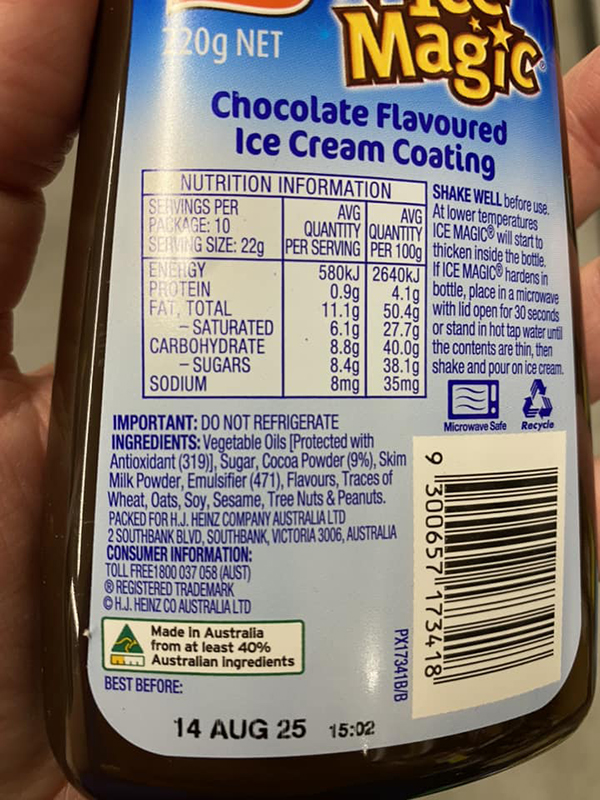 220g NET
Ice
Magic
Chocolate Flavoured
Ice Cream Coating
NUTRITION INFORMATION
SERVINGS PER
PACKAGE: 10
SERVING SIZE: 22g
AVG
QUANTITY
PER SERVING
AVG
QUANTITY
PER 100g
ENERGY 580kJ 2640kJ
PROTEIN 0.9g 4.1g
FAT, TOTAL 11.1g 50.4g
– SATURATED 6.1g 27.7g
CARBOHYDRATE 8.8g 40.0g
– SUGARS 8.4g 38.1g
SODIUM 8mg 35mg
SHAKE WELL before use.
At lower temperatures
ICE MAGIC® will start to
thicken inside the bottle.
If ICE MAGIC® hardens in
bottle, place in a microwave
with lid open for 30 seconds
or stand in hot tap water until
the contents are thin, then
shake and pour on ice cream.
Microwave Safe Recycle
IMPORTANT: DO NOT REFRIGERATE
INGREDIENTS: Vegetable Oils [Protected with
Antioxidant (319)], Sugar, Cocoa Powder (9%), Skim
Milk Powder, Emulsifier (471), Flavours, Traces of
Wheat, Oats, Soy, Sesame, Tree Nuts & Peanuts.
PACKED FOR H.J. HEINZ COMPANY AUSTRALIA LTD
2 SOUTHBANK BLVD, SOUTHBANK, VICTORIA 3006, AUSTRALIA
CONSUMER INFORMATION:
TOLL FREE1800 037 058 (AUST)
® REGISTERED TRADEMARK
© H.J. HEINZ CO AUSTRALIA LTD
Made in Australia
from at least 40%
Australian ingredients
BEST BEFORE:
14 AUG 25 15:02
PX17341B/B
9 300657 173418